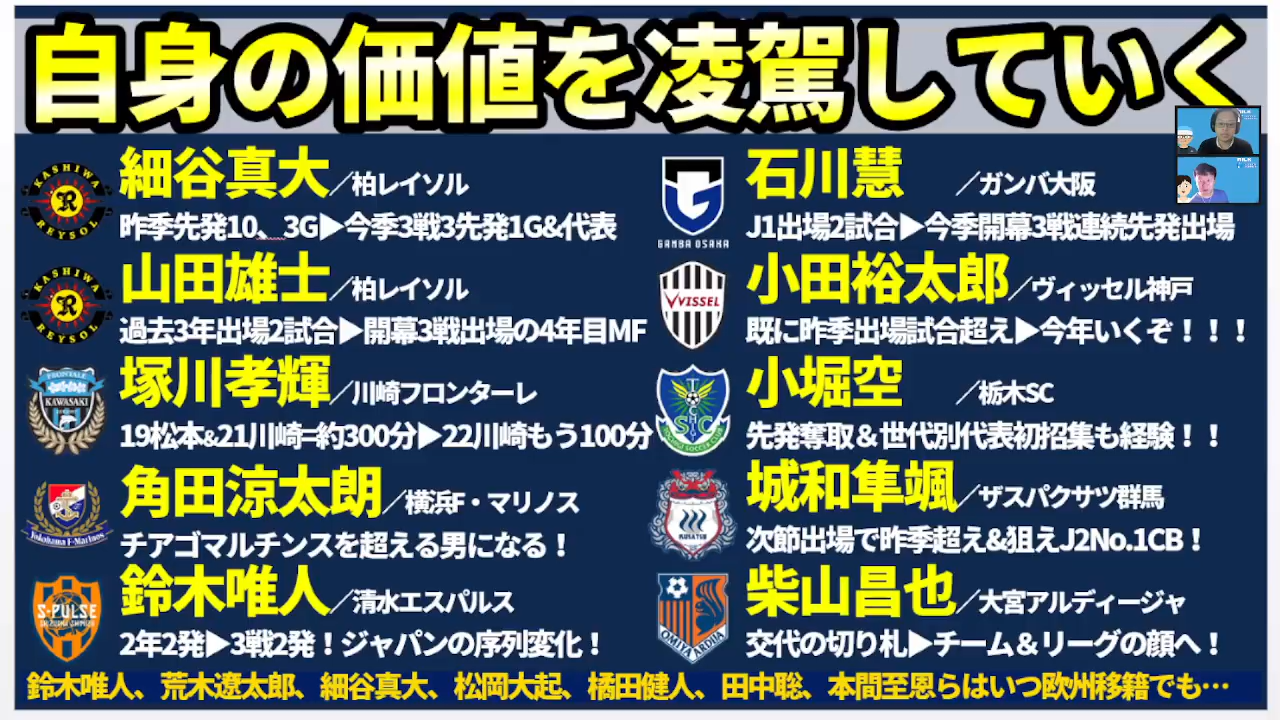 自身の価値を凌駕していく
KASHIWA REYSOL
細谷真大／柏レイソル
昨季先発10、3G▶今季3戦3先発1G&代表
KASHIWA REYSOL
山田雄士／柏レイソル
過去3年出場2試合▶開幕3戦出場の4年目MF
FRONTALE KAWASAKI
塚川孝輝／川崎フロンターレ
19松本&21川崎=約300分▶22川崎もう100分
Yokohama F・Marinos
角田涼太朗／横浜F・マリノス
チアゴマルチンスを超える男になる！
S-PULSE
鈴木唯人／清水エスパルス
2年2発▶3戦2発！ジャパンの序列変化！
GAMBA OSAKA
石川慧／ガンバ大阪
J1出場2試合▶今季開幕3戦連続先発出場
VISSEL
小田裕太郎／ヴィッセル神戸
既に昨季出場試合超え▶今年いくぞ！！！
小堀空／栃木SC
先発奪取＆世代別代表初招集も経験！！
KUSATSU
城和隼颯／ザスパクサツ群馬
次節出場で昨季超え&狙えJ2No.1CB！
OMIYA ARDIJA
柴山昌也／大宮アルディージャ
交代の切り札▶チーム＆リーグの顔へ！
鈴木唯人、荒木遼太郎、細谷真大、松岡大起、橘田健人、田中聡、本間至恩らはいつ欧州移籍でも…